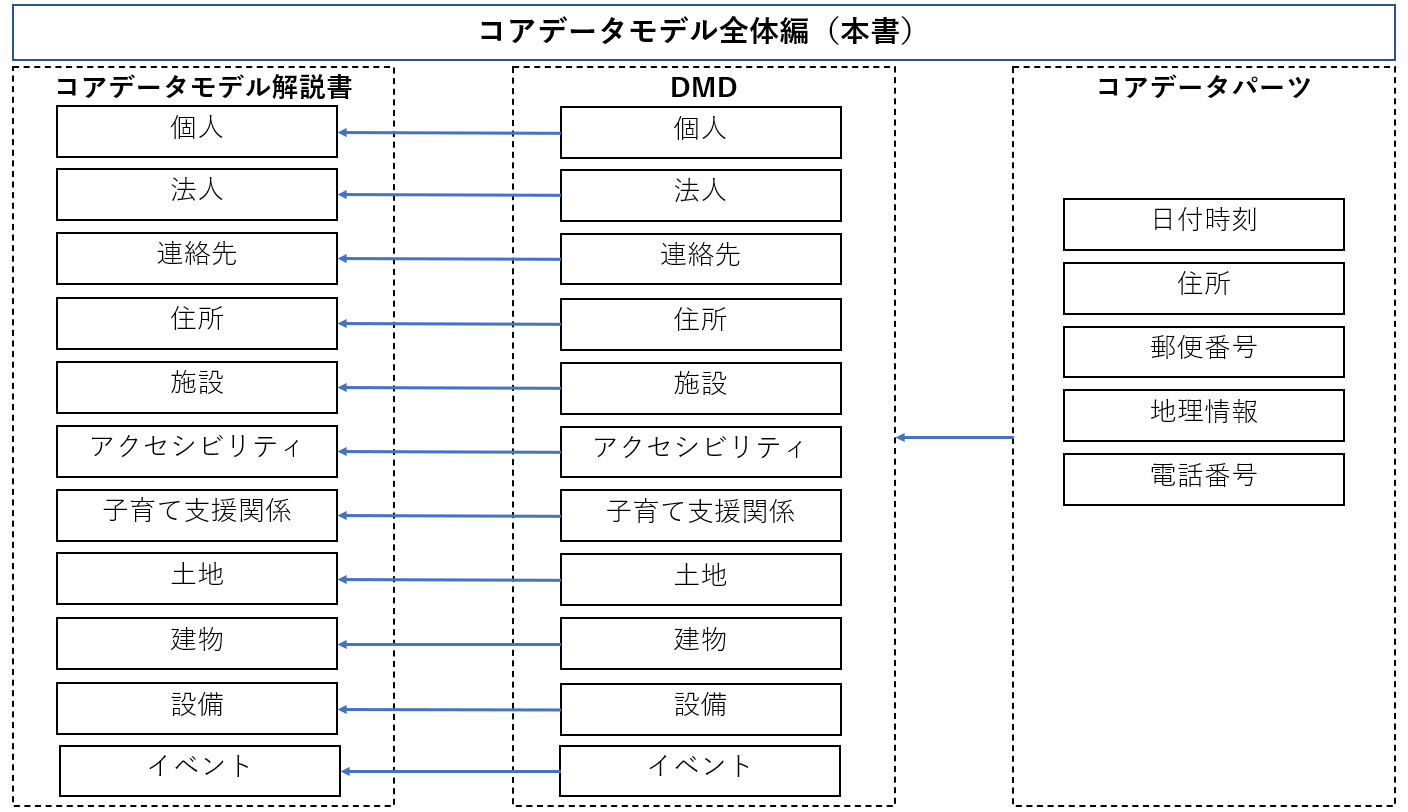 コアデータモデル全体編（本書）
コアデータモデル解説書
個人
法人
連絡先
住所
施設
アクセシビリティ
子育て支援関係
土地
建物
設備
イベント
DMD
個人
法人
連絡先
住所
施設
アクセシビリティ
子育て支援関係
土地
建物
設備
イベント
コアデータパーツ
日付時刻
住所
郵便番号
地理情報
電話番号